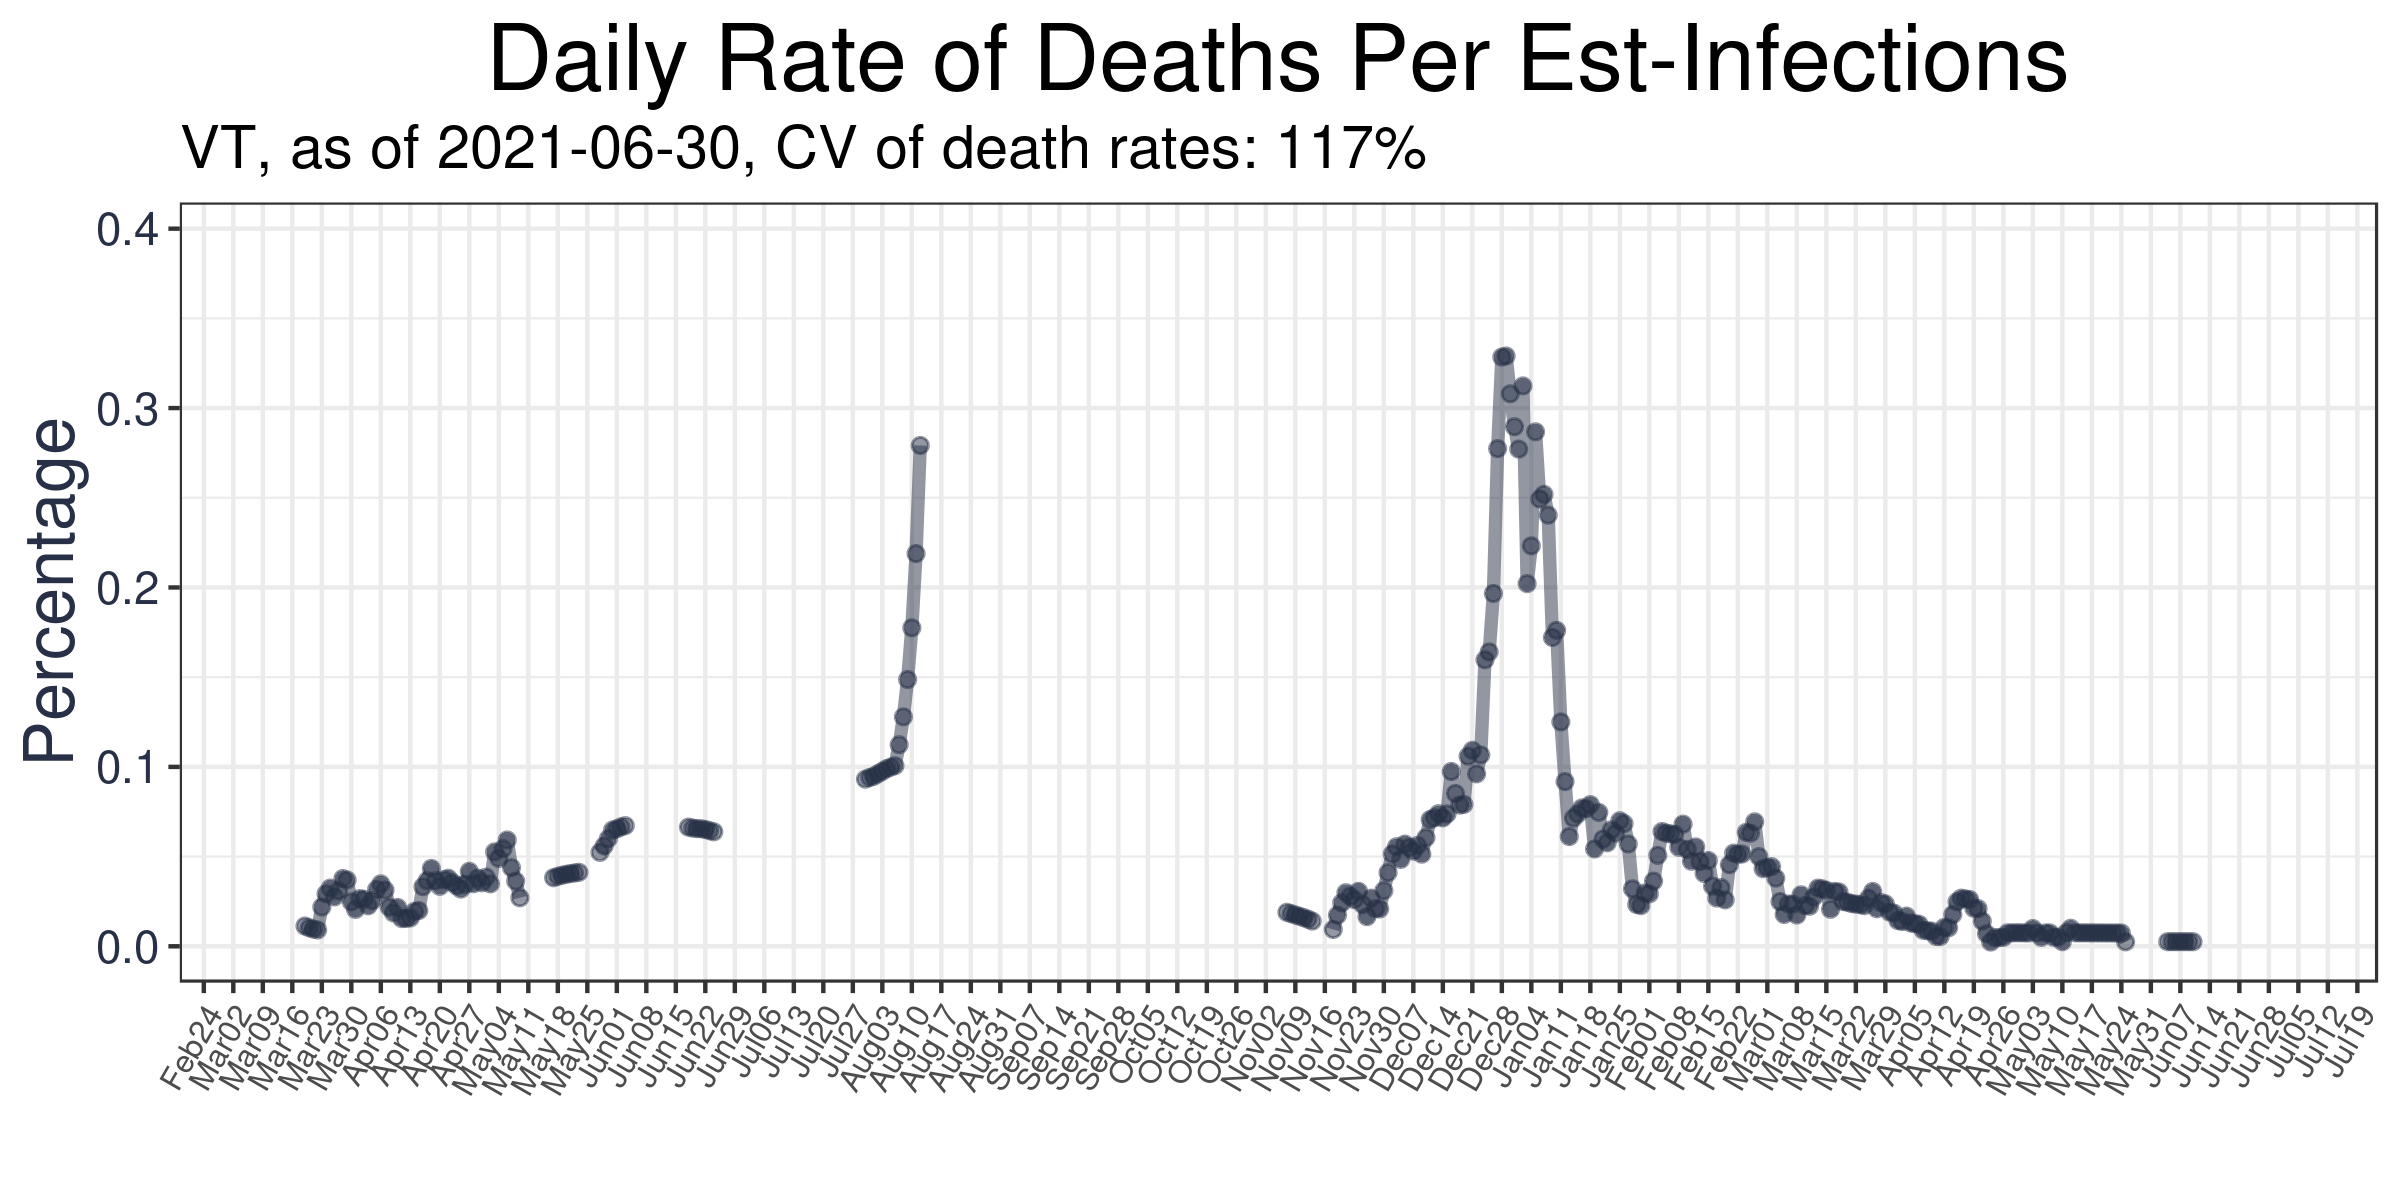 Daily Rate of Deaths Per Est-Infections
VT, as of 2021-06-30, CV of death rates: 117%
Percentage
0.4
0.3
0.2
0.1
0.0
Feb24 Mar02 Mar09 Mar16 Mar23 Mar30 Apr06 Apr13 Apr20 Apr27 May04 May11 May18 May25 Jun01 Jun08 Jun15 Jun22 Jun29 Jul06 Jul13 Jul20 Jul27 Aug03 Aug10 Aug17 Aug24 Aug31 Sep07 Sep14 Sep21 Sep28 Oct05 Oct12 Oct19 Oct26 Nov02 Nov09 Nov16 Nov23 Nov30 Dec07 Dec14 Dec21 Dec28 Jan04 Jan11 Jan18 Jan25 Feb01 Feb08 Feb15 Feb22 Mar01 Mar08 Mar15 Mar22 Mar29 Apr05 Apr12 Apr19 Apr26 May03 May10 May17 May24 May31 Jun07 Jun14 Jun21 Jun28 Jul05 Jul12 Jul19